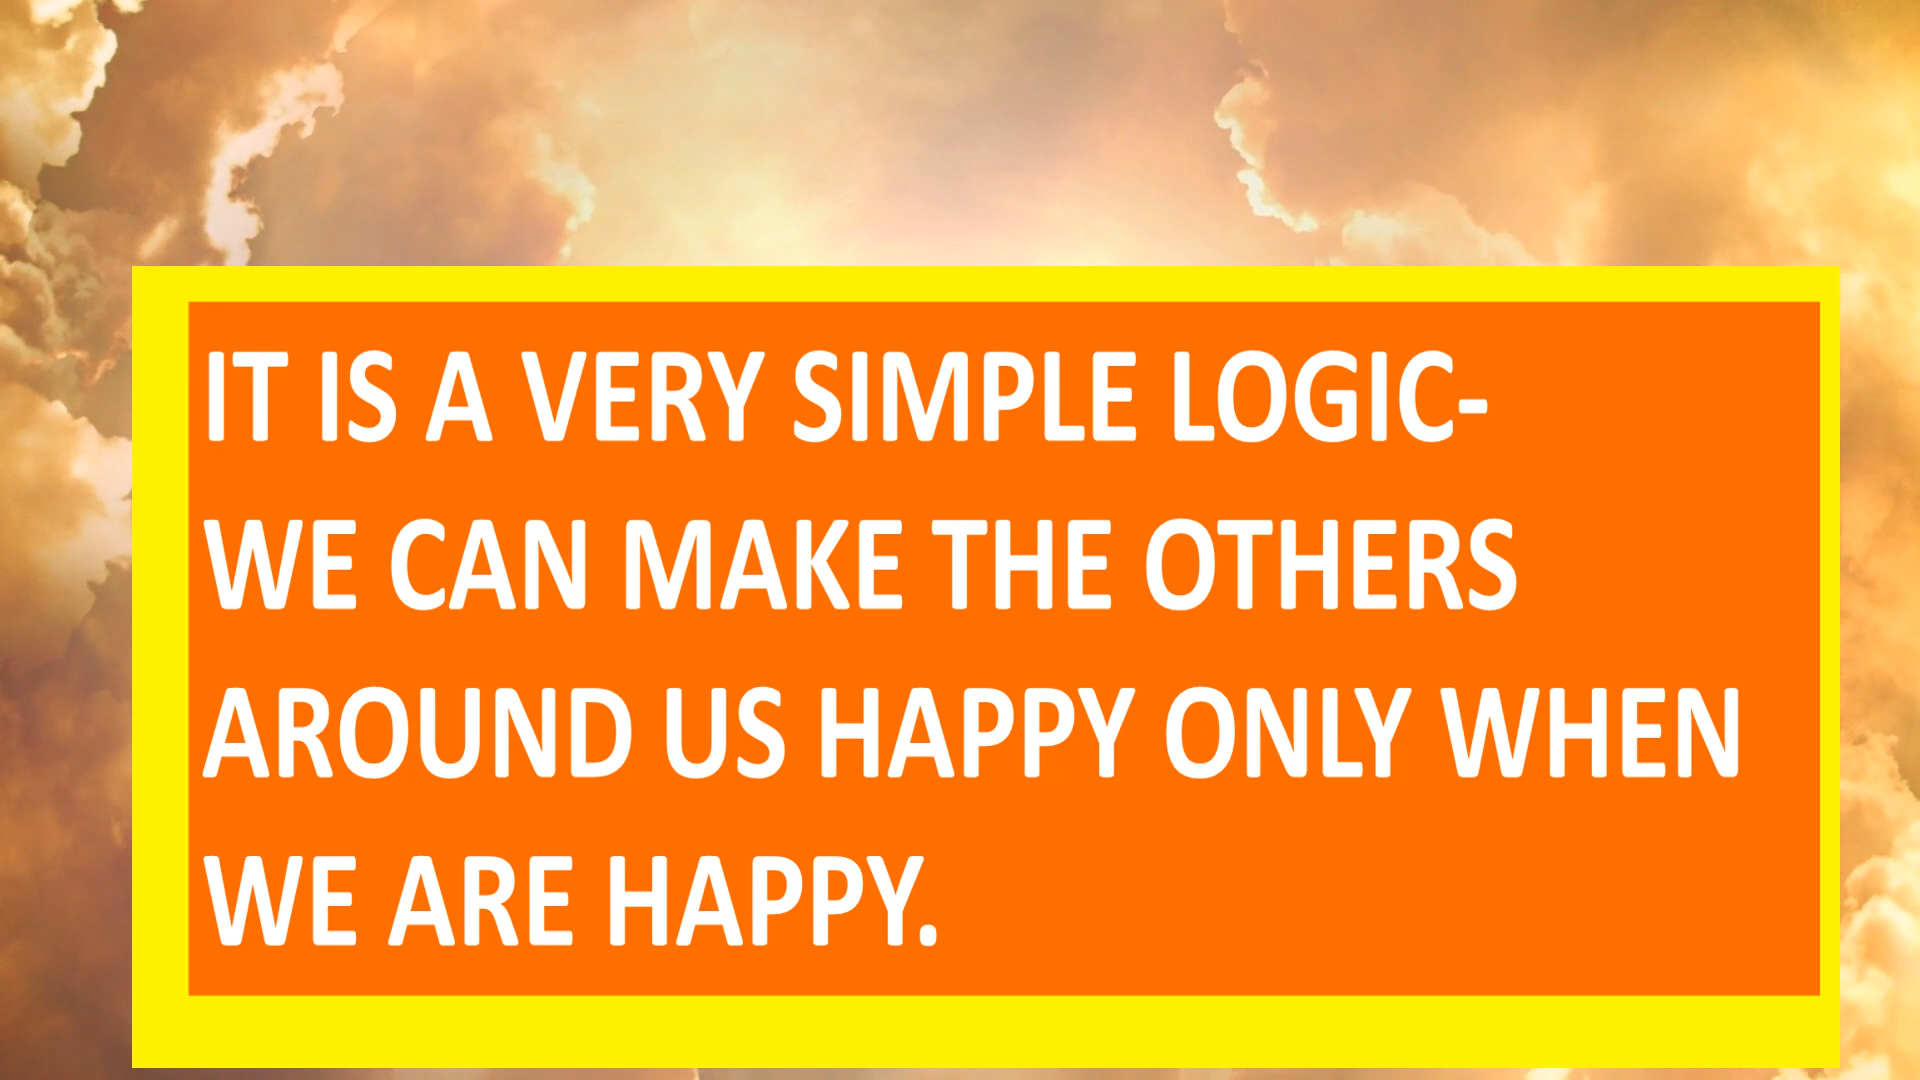 IT IS A VERY SIMPLE LOGIC-
WE CAN MAKE THE OTHERS
AROUND US HAPPY ONLY WHEN
WE ARE HAPPY.